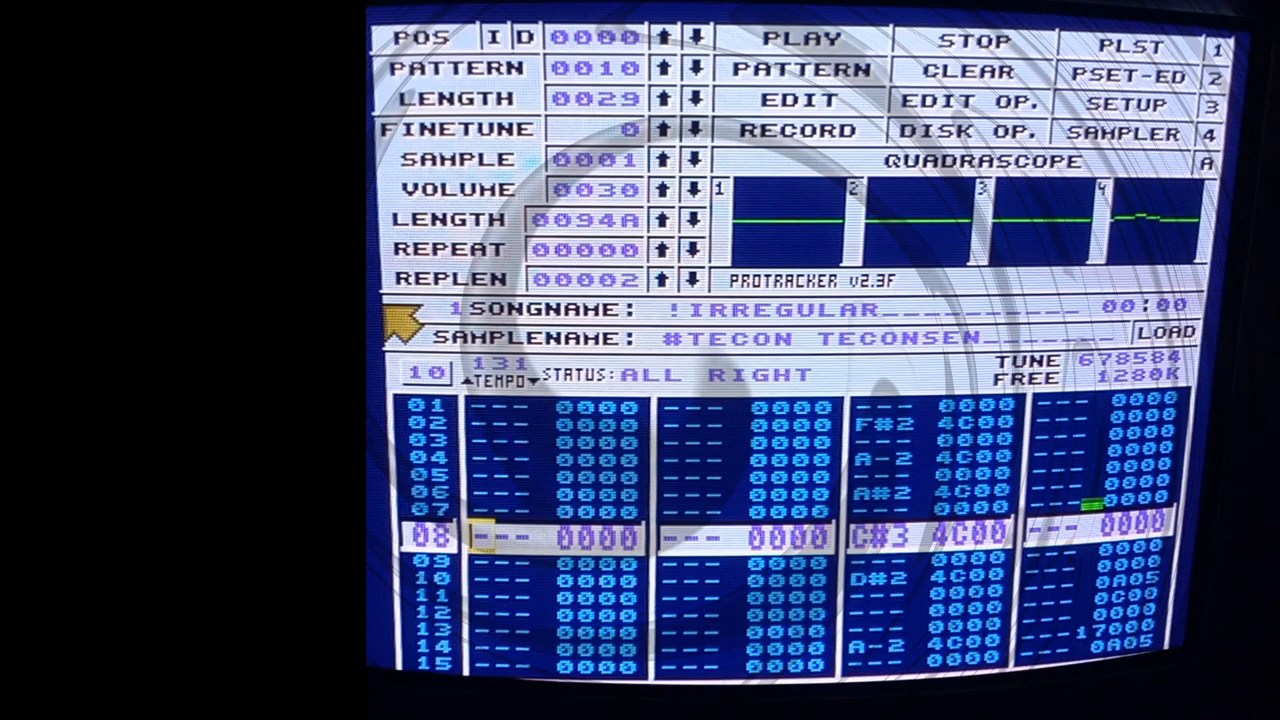 POS I D 0000 PLAY STOP PLST 1
PATTERN 0010 PATTERN CLEAR PSET-ED 2
LENGTH 0029 EDIT EDIT OP. SETUP 3
FINETUNE 0 RECORD DISK OP. SAMPLER 4
SAMPLE 0001 QUADRASCOPE A
VOLUME 0030 1 2 3 4
LENGTH 0094A
REPEAT 00000
REPLEN 00002 PROTRACKER v2.3F
1 SONGNAME: !IRREGULAR__________ 00:00
SAMPLENAME: #TECON TECONSEN_______ LOAD
10 131 TEMPO STATUS:ALL RIGHT TUNE 678584
FREE 1280K
01 --- 0000 --- 0000 --- 0000 --- 0000
02 --- 0000 --- 0000 F#2 4C00 --- 0000
03 --- 0000 --- 0000 --- 0000 --- 0000
04 --- 0000 --- 0000 A-2 4C00 --- 0000
05 --- 0000 --- 0000 --- 0000 --- 0000
06 --- 0000 --- 0000 A#2 4C00 --- 0000
07 --- 0000 --- 0000 --- 0000 --- 0000
08 --- 0000 --- 0000 C#3 4C00 --- 0000
09 --- 0000 --- 0000 --- 0000 --- 0000
10 --- 0000 --- 0000 D#2 4C00 --- 0000
11 --- 0000 --- 0000 --- 0000 --- 0A05
12 --- 0000 --- 0000 --- 0000 --- 0C00
13 --- 0000 --- 0000 --- 0000 --- 0000
14 --- 0000 --- 0000 A-2 4C00 ---17000
15 --- 0000 --- 0000 --- 0000 --- 0A05